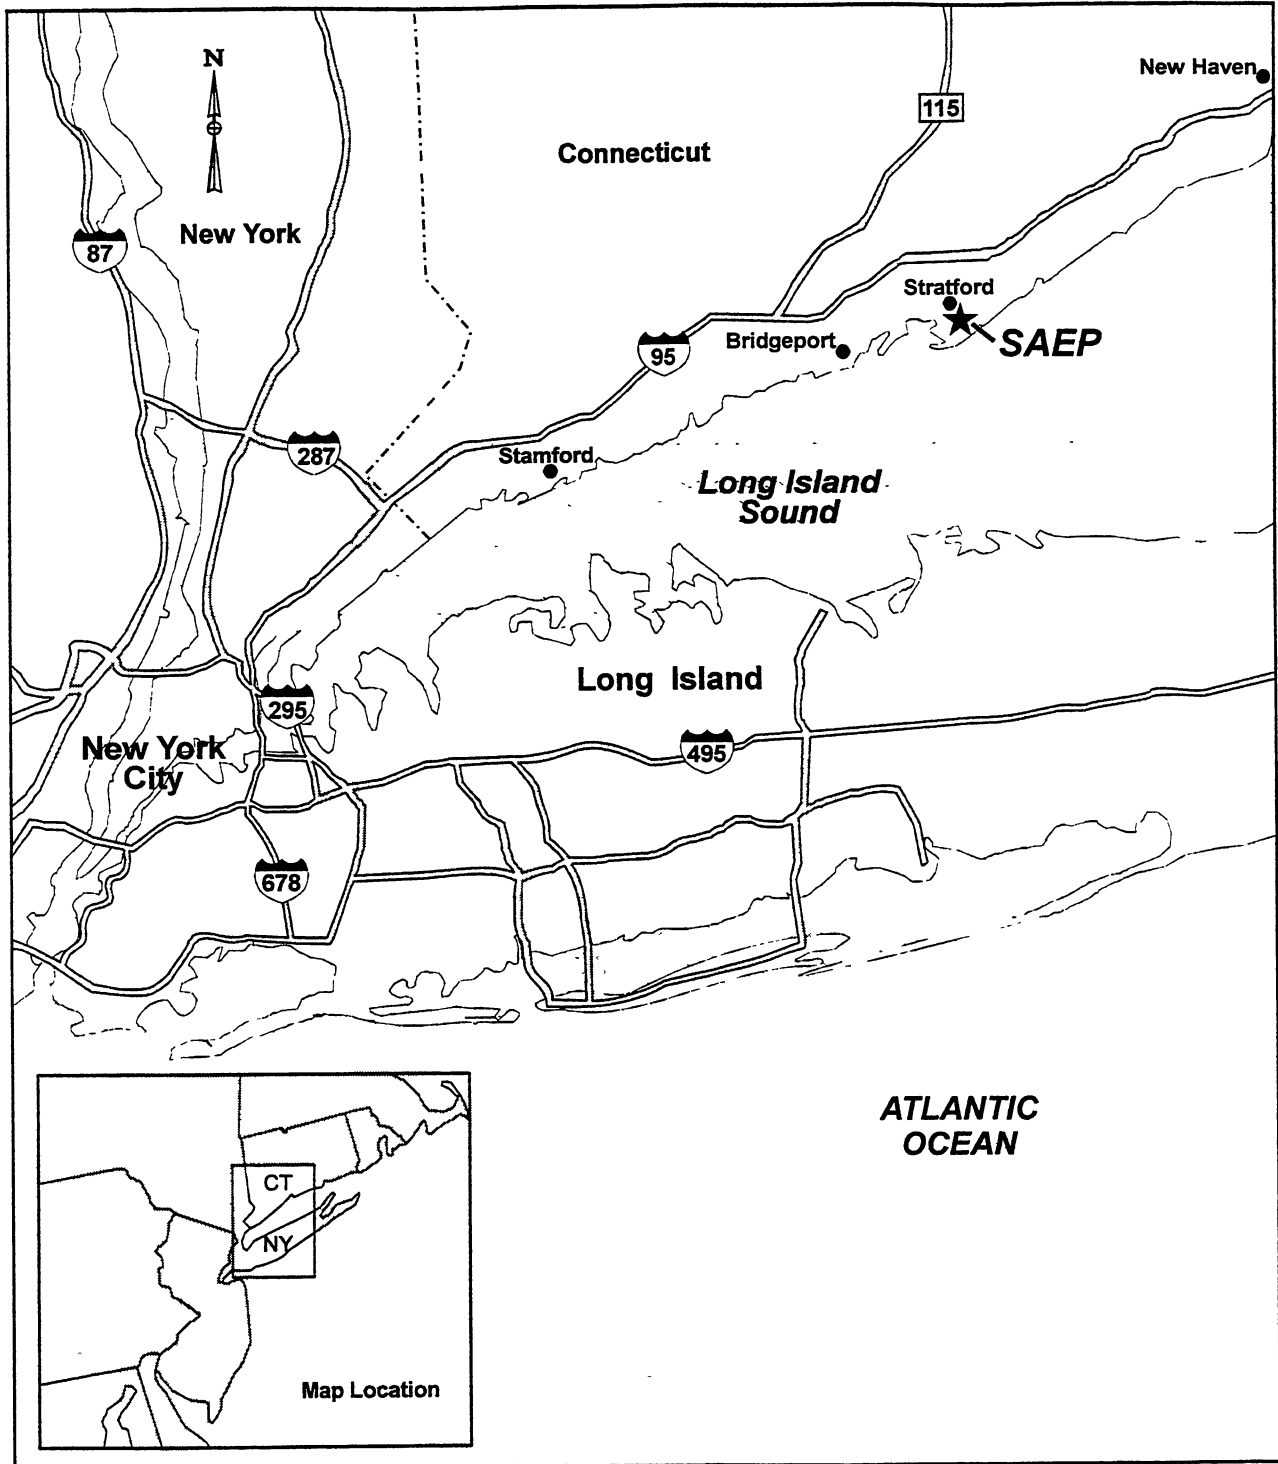 N
New Haven
115
Connecticut
New York
87
Stratford
SAEP
Bridgeport
95
287
Stamford
Long Island
Sound
Long Island
295
New York
City
495
678
ATLANTIC
OCEAN
CT
NY
Map Location